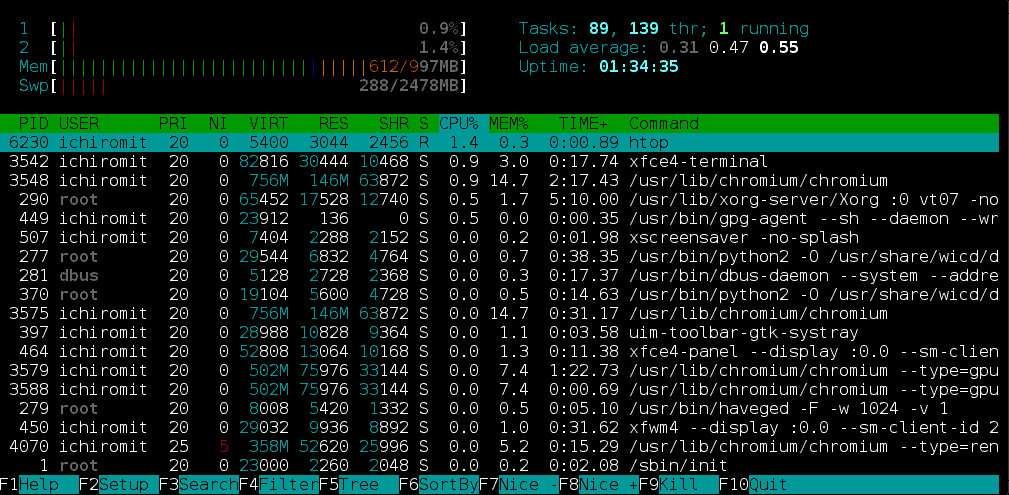 1 [|| 0.9%] Tasks: 89, 139 thr; 1 running
2 [|| 1.4%] Load average: 0.31 0.47 0.55
Mem[|||||||||||||||||||||||||||||||612/997MB] Uptime: 01:34:35
Swp[||||| 288/2478MB]
PID USER PRI NI VIRT RES SHR S CPU% MEM% TIME+ Command
6230 ichiromit 20 0 5400 3044 2456 R 1.4 0.3 0:00.89 htop
3542 ichiromit 20 0 82816 30444 10468 S 0.9 3.0 0:17.74 xfce4-terminal
3548 ichiromit 20 0 756M 146M 63872 S 0.9 14.7 2:17.43 /usr/lib/chromium/chromium
290 root 20 0 65452 17528 12740 S 0.5 1.7 5:10.00 /usr/lib/xorg-server/Xorg :0 vt07 -no
449 ichiromit 20 0 23912 136 0 S 0.5 0.0 0:00.35 /usr/bin/gpg-agent --sh --daemon --wr
507 ichiromit 20 0 7404 2288 2152 S 0.0 0.2 0:01.98 xscreensaver -no-splash
277 root 20 0 29544 6832 4764 S 0.0 0.7 0:38.35 /usr/bin/python2 -O /usr/share/wicd/d
281 dbus 20 0 5128 2728 2368 S 0.0 0.3 0:17.37 /usr/bin/dbus-daemon --system --addre
370 root 20 0 19104 5600 4728 S 0.0 0.5 0:14.63 /usr/bin/python2 -O /usr/share/wicd/d
3575 ichiromit 20 0 756M 146M 63872 S 0.0 14.7 0:31.17 /usr/lib/chromium/chromium
397 ichiromit 20 0 28988 10828 9364 S 0.0 1.1 0:03.58 uim-toolbar-gtk-systray
464 ichiromit 20 0 52808 13064 10168 S 0.0 1.3 0:11.38 xfce4-panel --display :0.0 --sm-clien
3579 ichiromit 20 0 502M 75976 33144 S 0.0 7.4 1:22.73 /usr/lib/chromium/chromium --type=gpu
3588 ichiromit 20 0 502M 75976 33144 S 0.0 7.4 0:00.69 /usr/lib/chromium/chromium --type=gpu
279 root 20 0 8008 5420 1332 S 0.0 0.5 0:05.10 /usr/bin/haveged -F -w 1024 -v 1
450 ichiromit 20 0 29032 9936 8892 S 0.0 1.0 0:31.62 xfwm4 --display :0.0 --sm-client-id 2
4070 ichiromit 25 5 358M 52620 25996 S 0.0 5.2 0:15.29 /usr/lib/chromium/chromium --type=ren
1 root 20 0 23000 2260 2048 S 0.0 0.2 0:02.08 /sbin/init
F1Help F2Setup F3SearchF4FilterF5Tree F6SortByF7Nice -F8Nice +F9Kill F10Quit